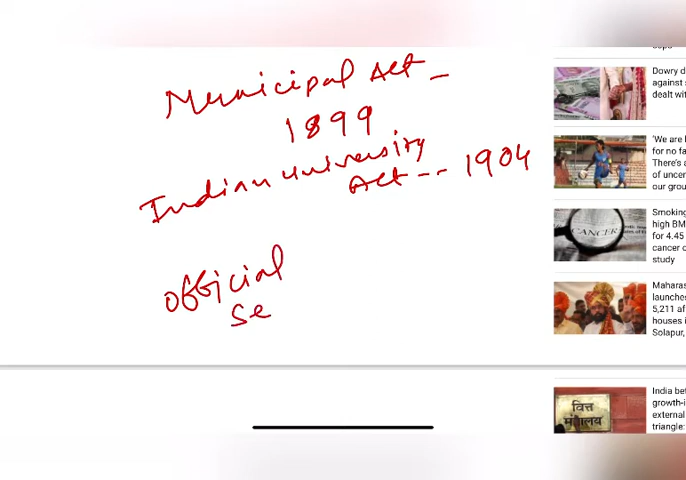 Municipal Act -
1899
Indian University
Act -- 1904
official
se
Dowry d
against s
dealt wit
'We are l
for no fa
There's a
of uncer
our grou
Smoking
high BM
for 4.45
cancer c
study
CANCER
Maharas
launches
5,211 af
houses i
Solapur,
India bet
growth-i
external
triangle:
वित्त
मंत्रालय